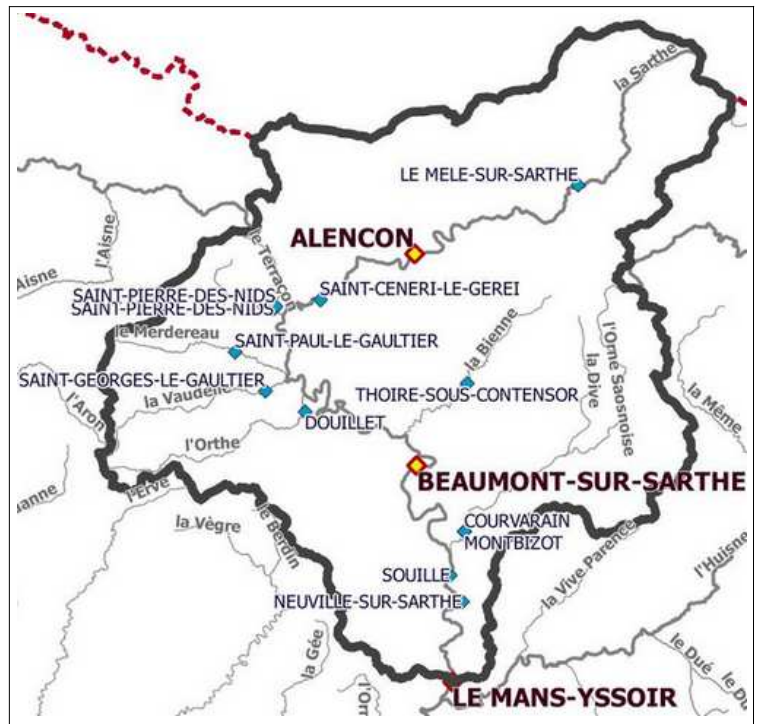 la Sarthe
LE MELE-SUR-SARTHE
ALENCON
le Terraçon
l'Aisne
Aisne
SAINT-PIERRE-DES-NIDS
SAINT-PIERRE-DES-NIDS
SAINT-CENERI-LE-GEREI
le Merdereau
SAINT-PAUL-LE-GAULTIER
la Bienne
l'Orne Saosnoise
la Dive
SAINT-GEORGES-LE-GAULTIER
la Vaudelle
THOIRE-SOUS-CONTENSOR
l'Aron
la Même
DOUILLET
l'Orthe
BEAUMONT-SUR-SARTHE
l'Erve
la Vègre
le Berdin
COURVARAIN
MONTBIZOT
la Vive Parence
l'Huisne
SOUILLE
NEUVILLE-SUR-SARTHE
la Gée
le Dué
LE MANS-YSSOIR